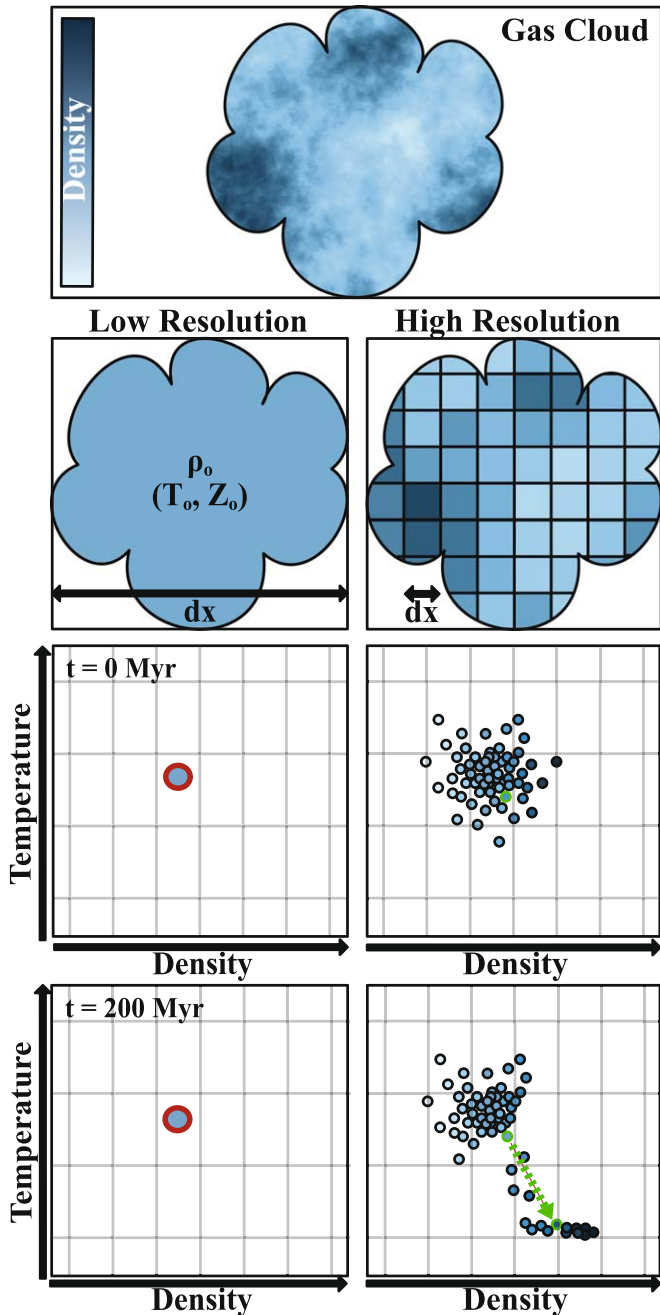 Gas Cloud
Density
Low Resolution
High Resolution
ρₒ
(Tₒ, Zₒ)
dx
dx
t = 0 Myr
Temperature
Density
Density
t = 200 Myr
Temperature
Density
Density